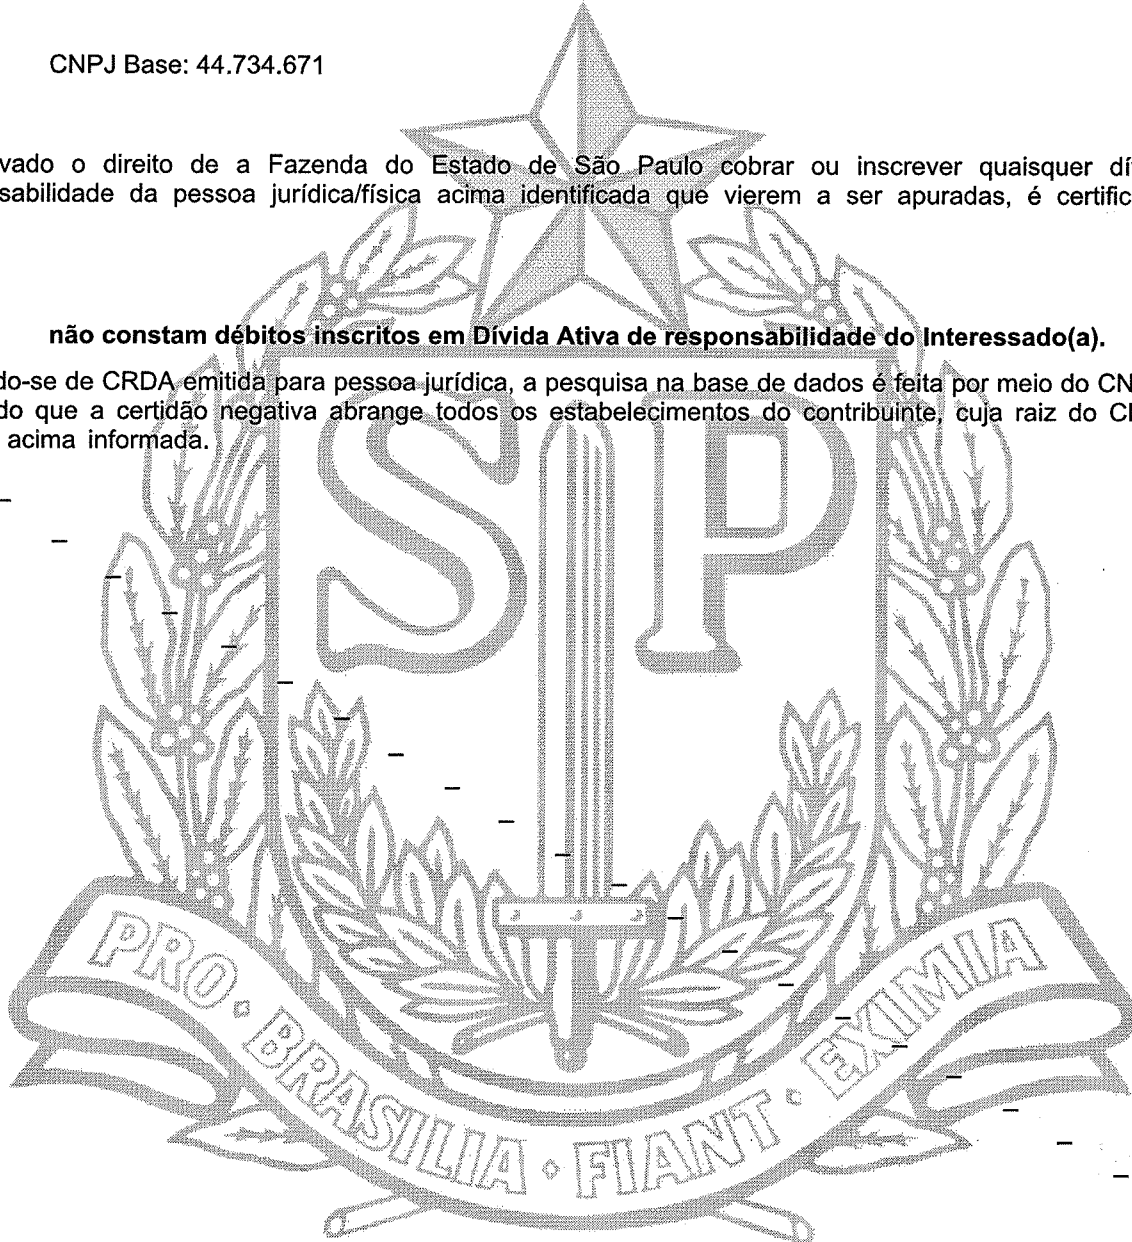 CNPJ Base: 44.734.671
vado o direito de a Fazenda do Estado de São Paulo cobrar ou inscrever quaisquer dí
sabilidade da pessoa jurídica/física acima identificada que vierem a ser apuradas, é certific
não constam débitos inscritos em Dívida Ativa de responsabilidade do Interessado(a).
do-se de CRDA emitida para pessoa jurídica, a pesquisa na base de dados é feita por meio do CN
do que a certidão negativa abrange todos os estabelecimentos do contribuinte, cuja raiz do C
acima informada.
SP
PRO · BRASILIA · FIANT · EXIMIA